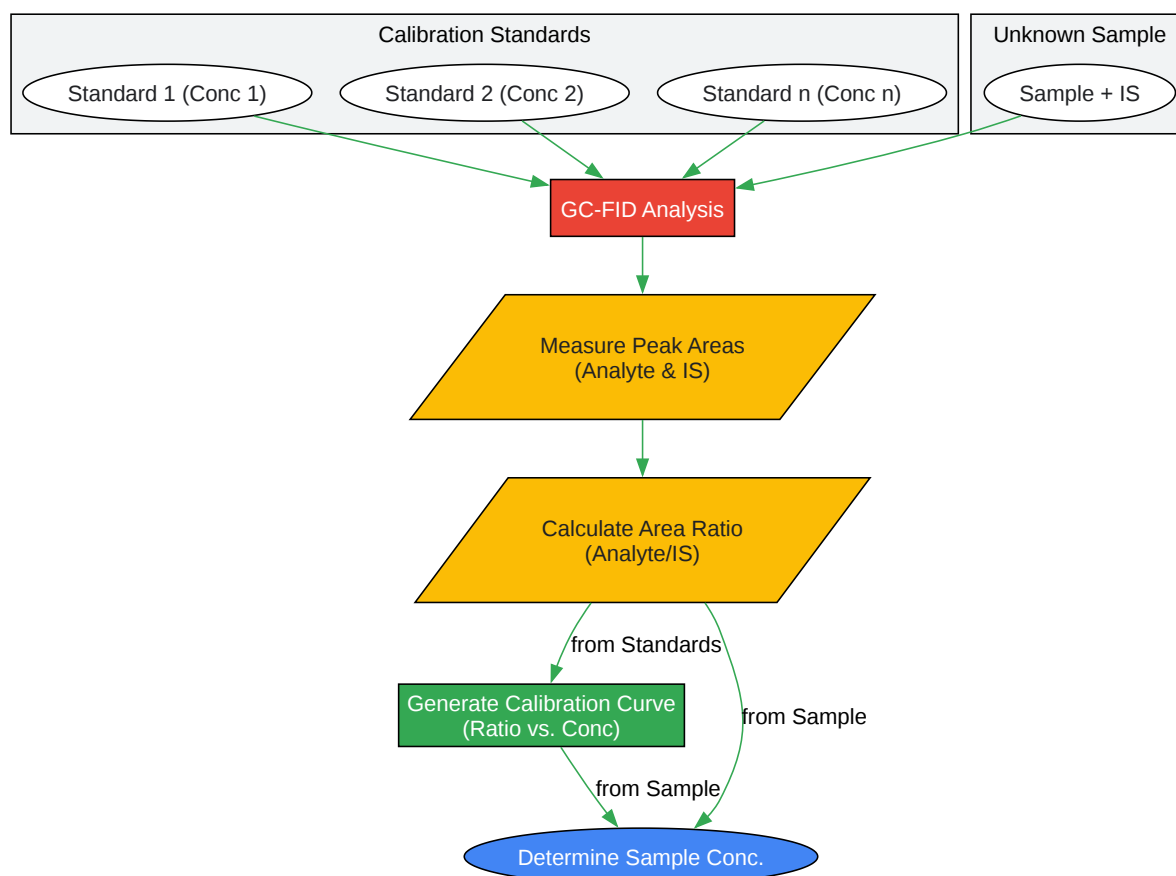 Calibration Standards
Unknown Sample
Standard 1 (Conc 1)
Standard 2 (Conc 2)
Standard n (Conc n)
Sample + IS
GC-FID Analysis
Measure Peak Areas
(Analyte & IS)
Calculate Area Ratio
(Analyte/IS)
from Standards
Generate Calibration Curve
(Ratio vs. Conc)
from Sample
from Sample
Determine Sample Conc.